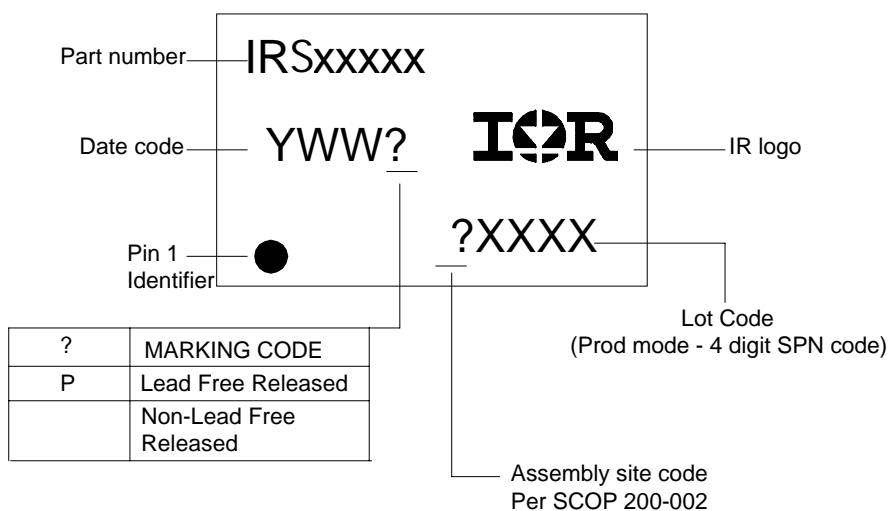 Part number
IRSxxxxx
Date code
YWW?
IOR
IR logo
?XXXX
Pin 1
Identifier
Lot Code
(Prod mode - 4 digit SPN code)
? MARKING CODE
P Lead Free Released
Non-Lead Free
Released
Assembly site code
Per SCOP 200-002